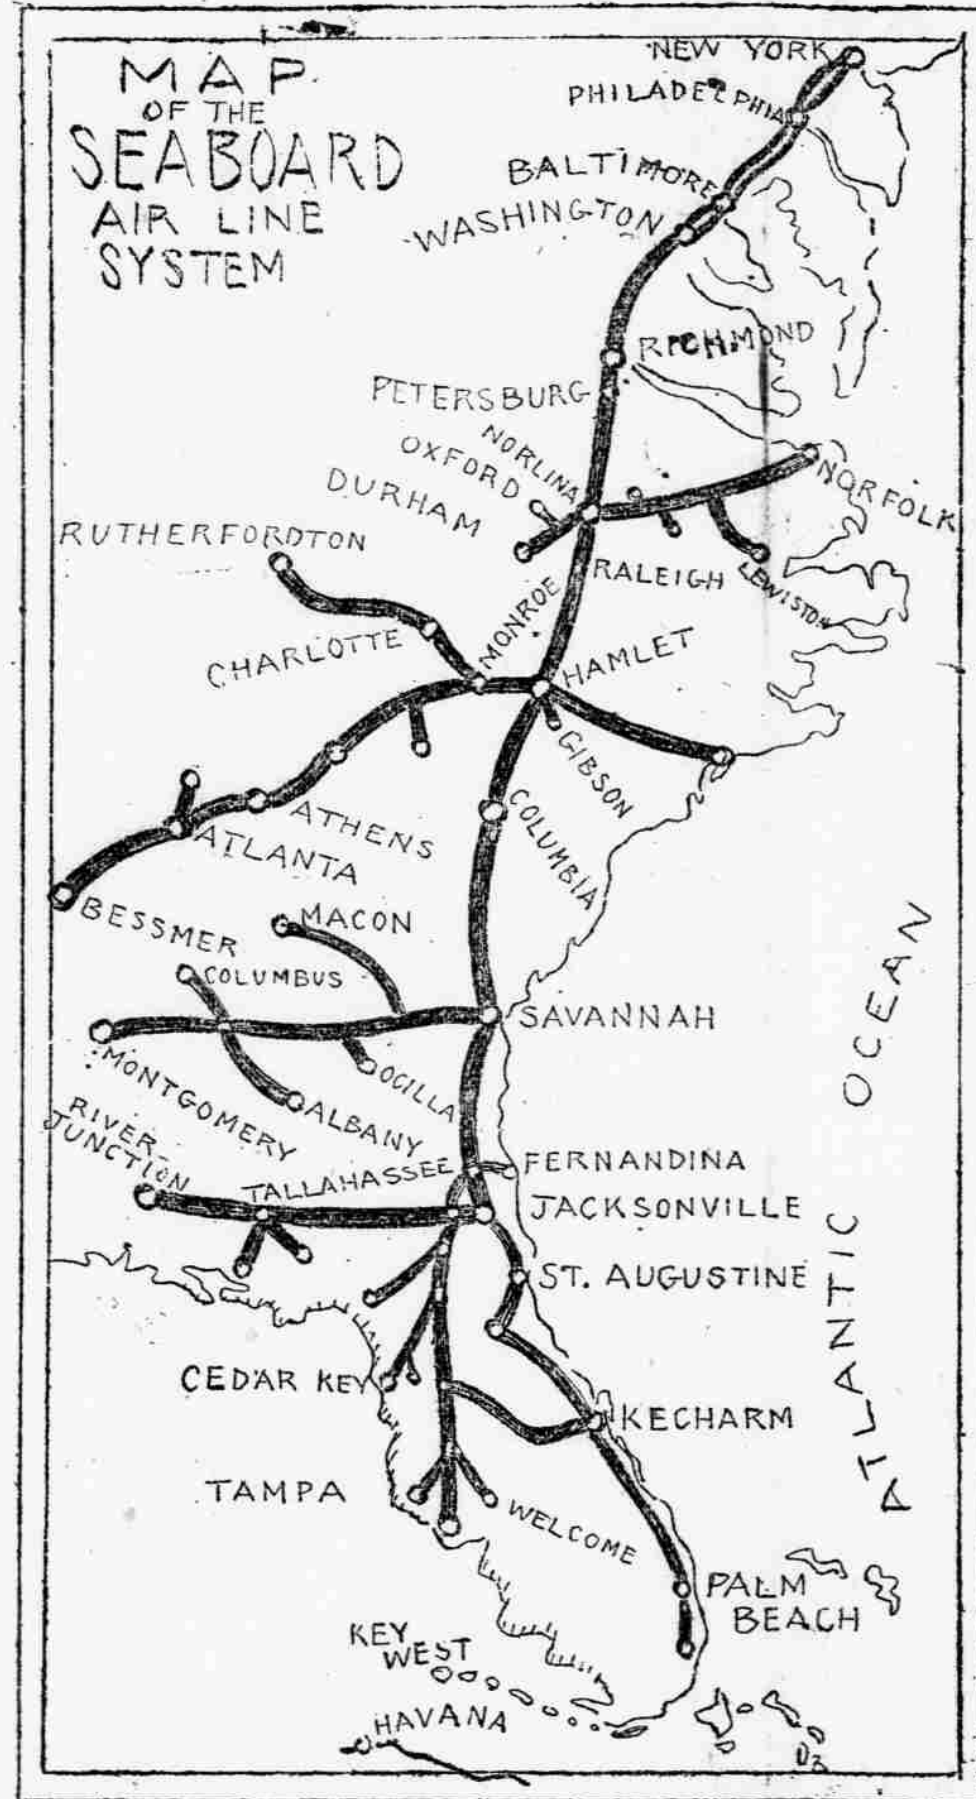 MAP
OF THE
SEABOARD
AIR LINE
SYSTEM
NEW YORK
PHILADELPHIA
BALTIMORE
WASHINGTON
RICHMOND
PETERSBURG
NORLINA
OXFORD
DURHAM
NORFOLK
RUTHERFORDTON
RALEIGH
LEWISTON
MONROE
CHARLOTTE
HAMLET
GIBSON
COLUMBIA
ATHENS
ATLANTA
BESSMER
MACON
COLUMBUS
SAVANNAH
MONTGOMERY
OCILLA
ALBANY
RIVER
JUNCTION
TALLAHASSEE
FERNANDINA
JACKSONVILLE
ST. AUGUSTINE
ATLANTIC OCEAN
CEDAR KEY
KECHARM
TAMPA
WELCOME
PALM
BEACH
KEY
WEST
HAVANA